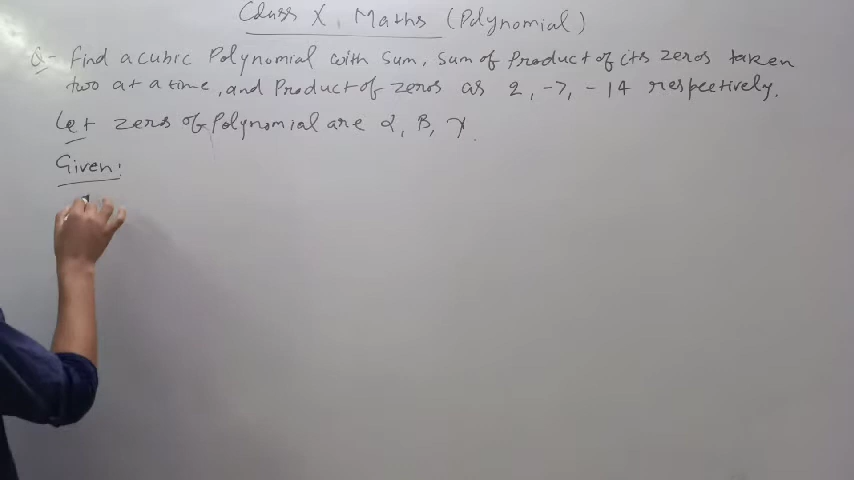 Class X, Maths (Polynomial)
Q- Find a cubic Polynomial with sum, sum of Product of its zeros taken
two at a time, and Product of zeros as 2, -7, -14 respectively.
Let zeros of Polynomial are α, β, γ.
Given: